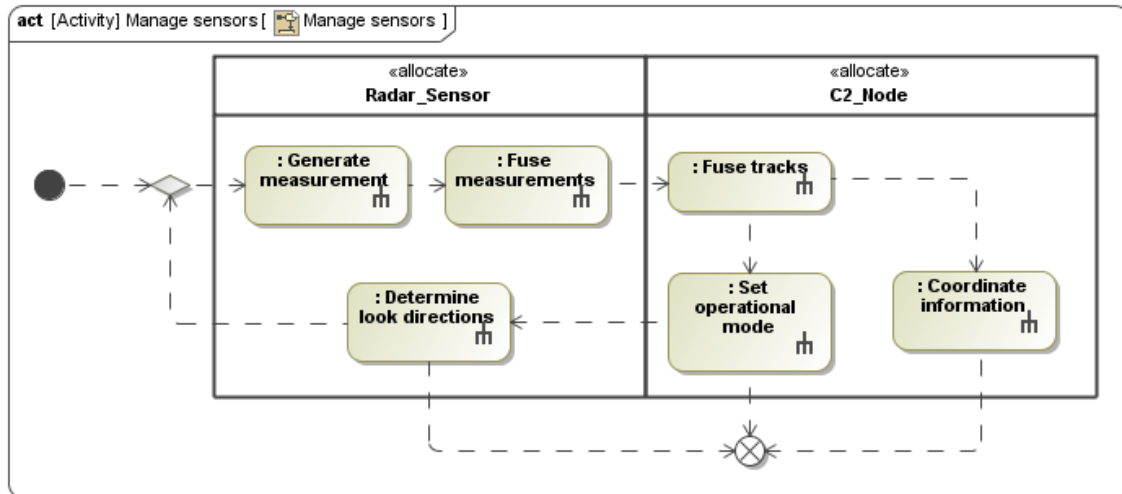 act [Activity] Manage sensors [ Manage sensors ]
«allocate»
Radar_Sensor
«allocate»
C2_Node
: Generate
measurement
: Fuse
measurements
: Fuse tracks
: Determine
look directions
: Set
operational
mode
: Coordinate
information